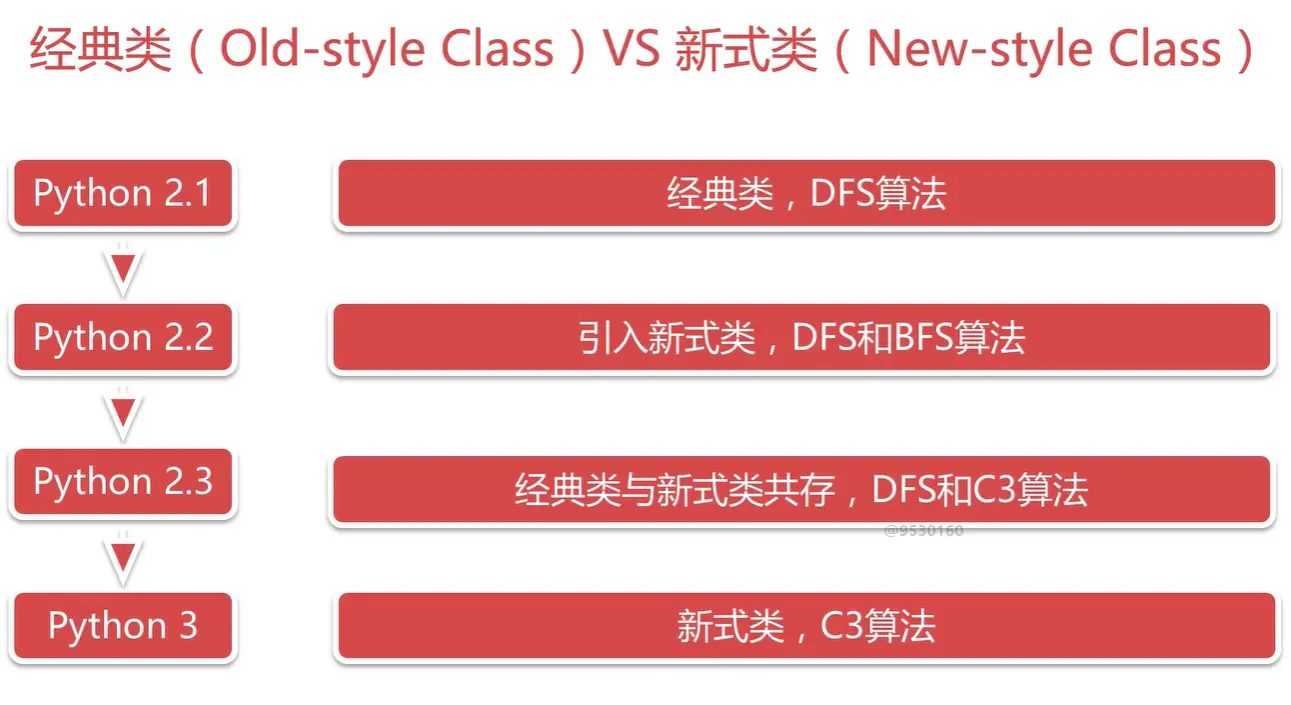 经典类（Old-style Class）VS 新式类（New-style Class）
Python 2.1
经典类，DFS算法
Python 2.2
引入新式类，DFS和BFS算法
Python 2.3
经典类与新式类共存，DFS和C3算法
@9530160
Python 3
新式类，C3算法